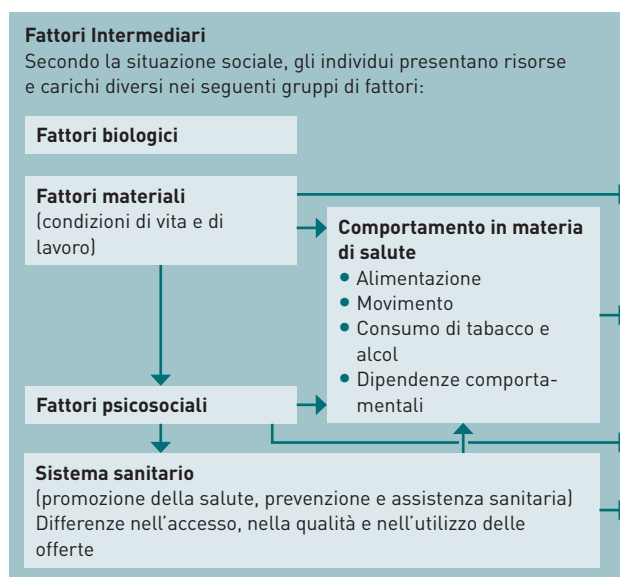 Fattori Intermediari
Secondo la situazione sociale, gli individui presentano risorse
e carichi diversi nei seguenti gruppi di fattori:
Fattori biologici
Fattori materiali
(condizioni di vita e di
lavoro)
Comportamento in materia
di salute
• Alimentazione
• Movimento
• Consumo di tabacco e
alcol
• Dipendenze comporta-
mentali
Fattori psicosociali
Sistema sanitario
(promozione della salute, prevenzione e assistenza sanitaria)
Differenze nell'accesso, nella qualità e nell'utilizzo delle
offerte